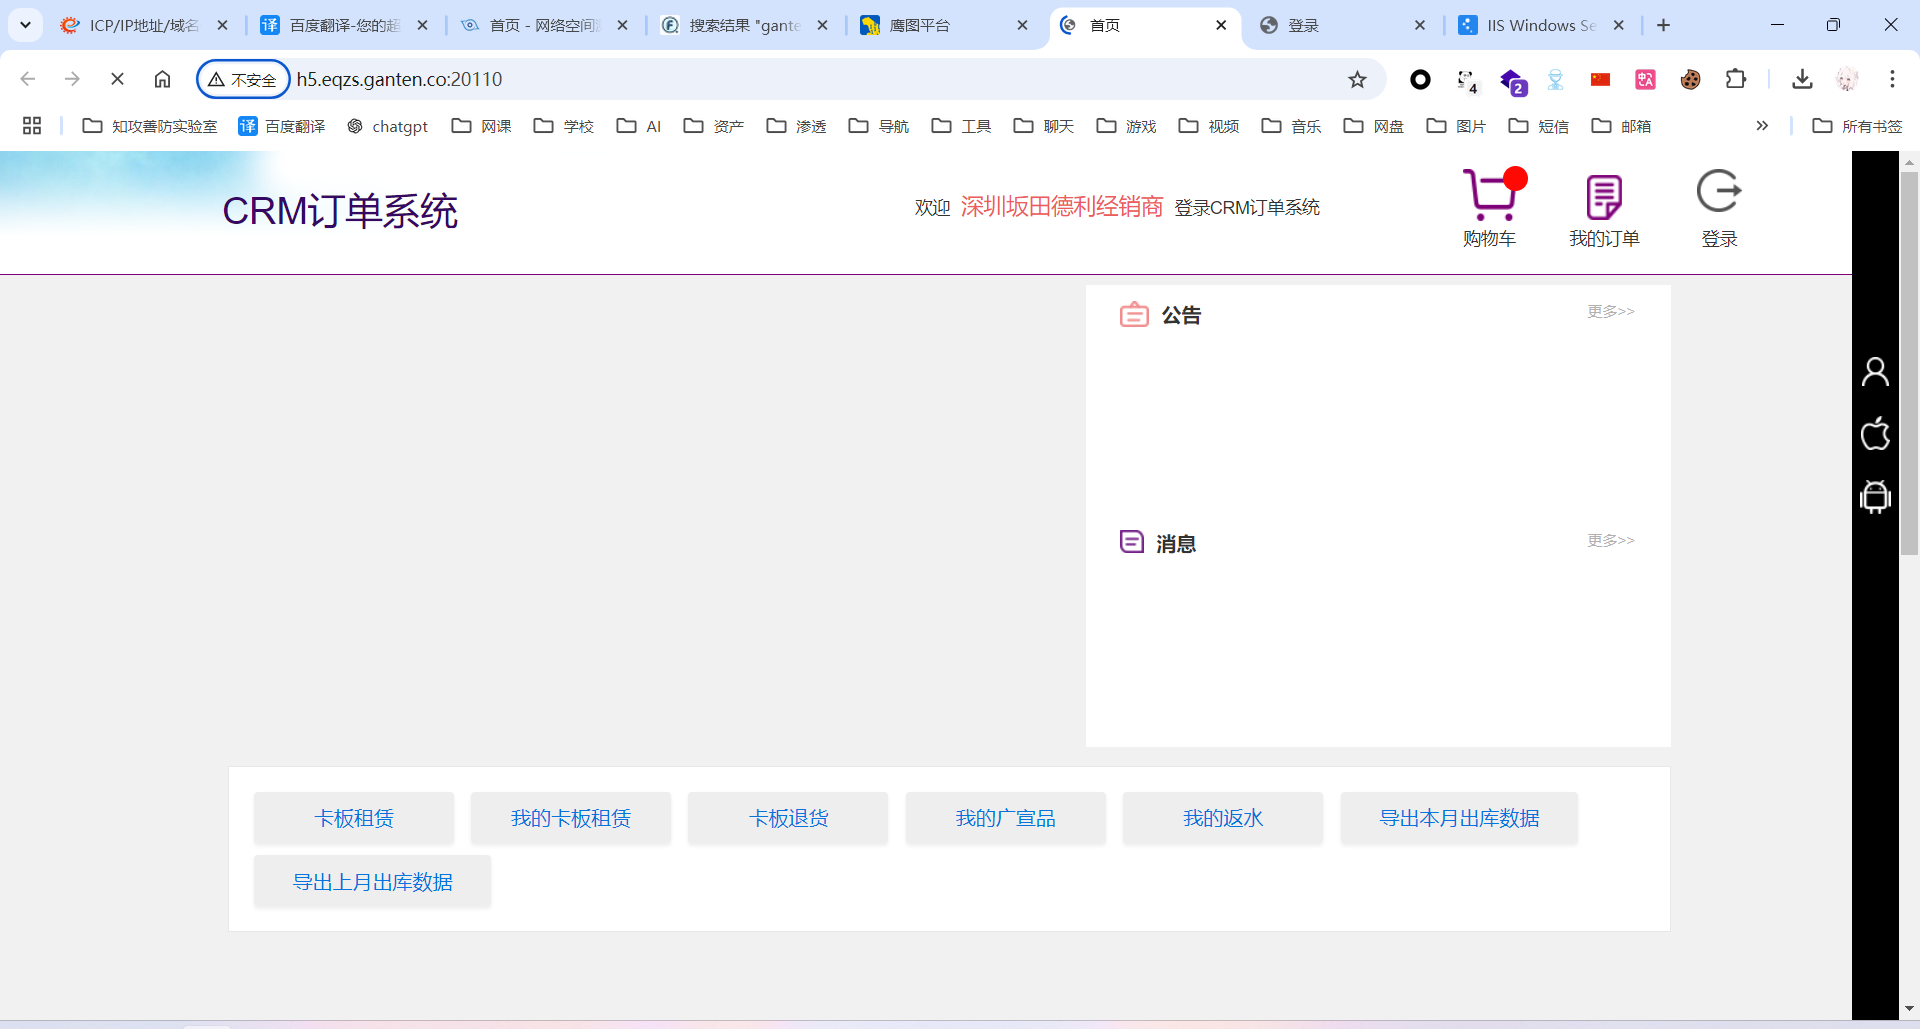 ICP/IP地址/域名
百度翻译-您的超
首页 - 网络空间
搜索结果 "gante
鹰图平台
首页
登录
IIS Windows Se
不安全
h5.eqzs.ganten.co:20110
4
2
中
A
知攻善防实验室
译 百度翻译
chatgpt
网课
学校
AI
资产
渗透
导航
工具
聊天
游戏
视频
音乐
网盘
图片
短信
邮箱
所有书签
CRM订单系统
欢迎 深圳坂田德利经销商 登录CRM订单系统
购物车
我的订单
登录
公告
更多>>
消息
更多>>
卡板租赁
我的卡板租赁
卡板退货
我的广宣品
我的返水
导出本月出库数据
导出上月出库数据